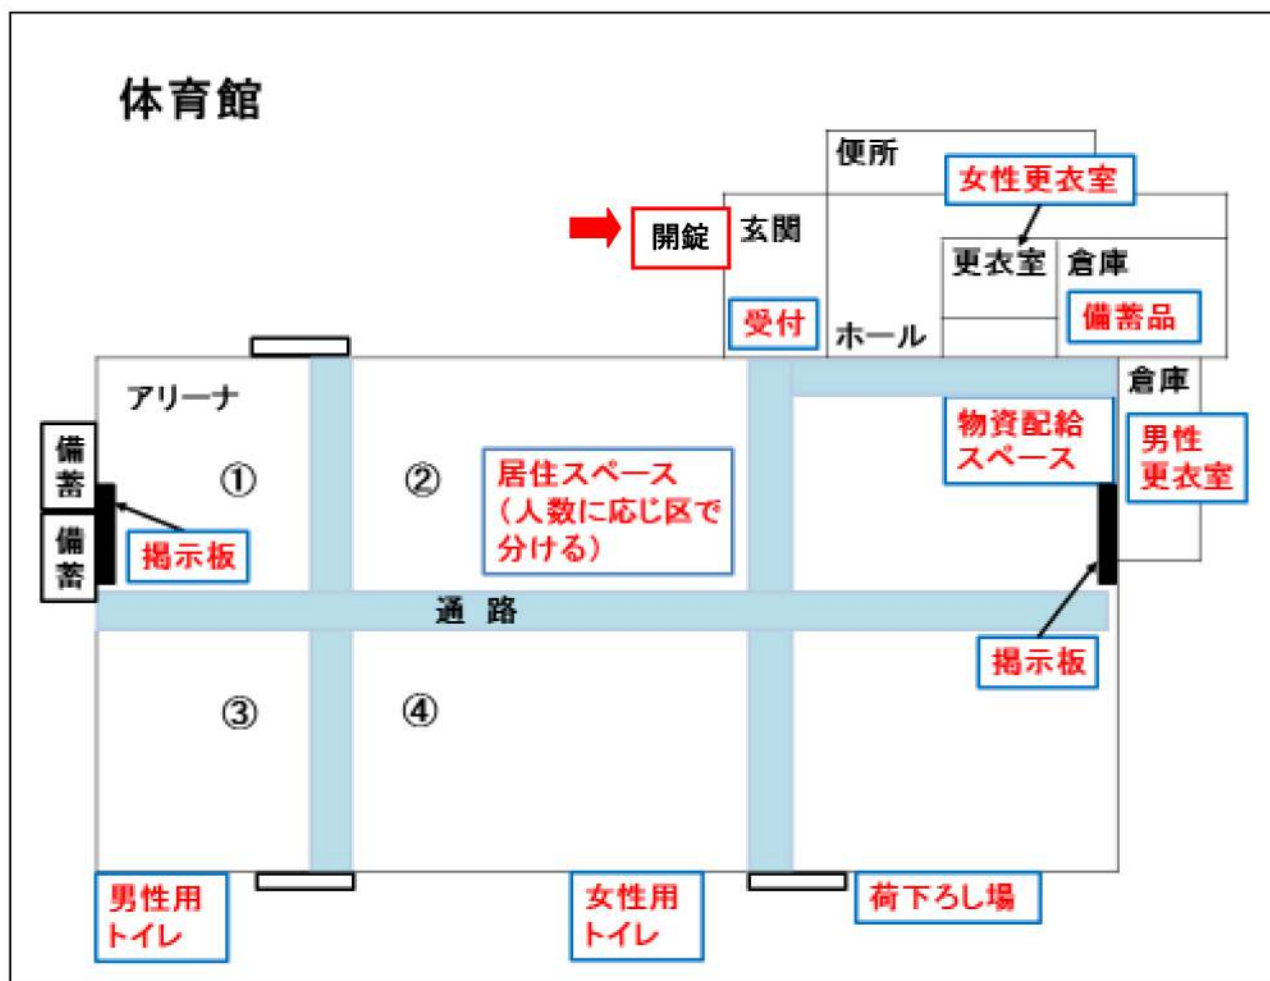 体育館
便所
女性更衣室
開錠
玄関
更衣室
倉庫
受付
ホール
備蓄品
アリーナ
倉庫
備蓄
備蓄
①
②
居住スペース
（人数に応じ区で
分ける）
物資配給
スペース
男性
更衣室
掲示板
通 路
掲示板
③
④
男性用
トイレ
女性用
トイレ
荷下ろし場